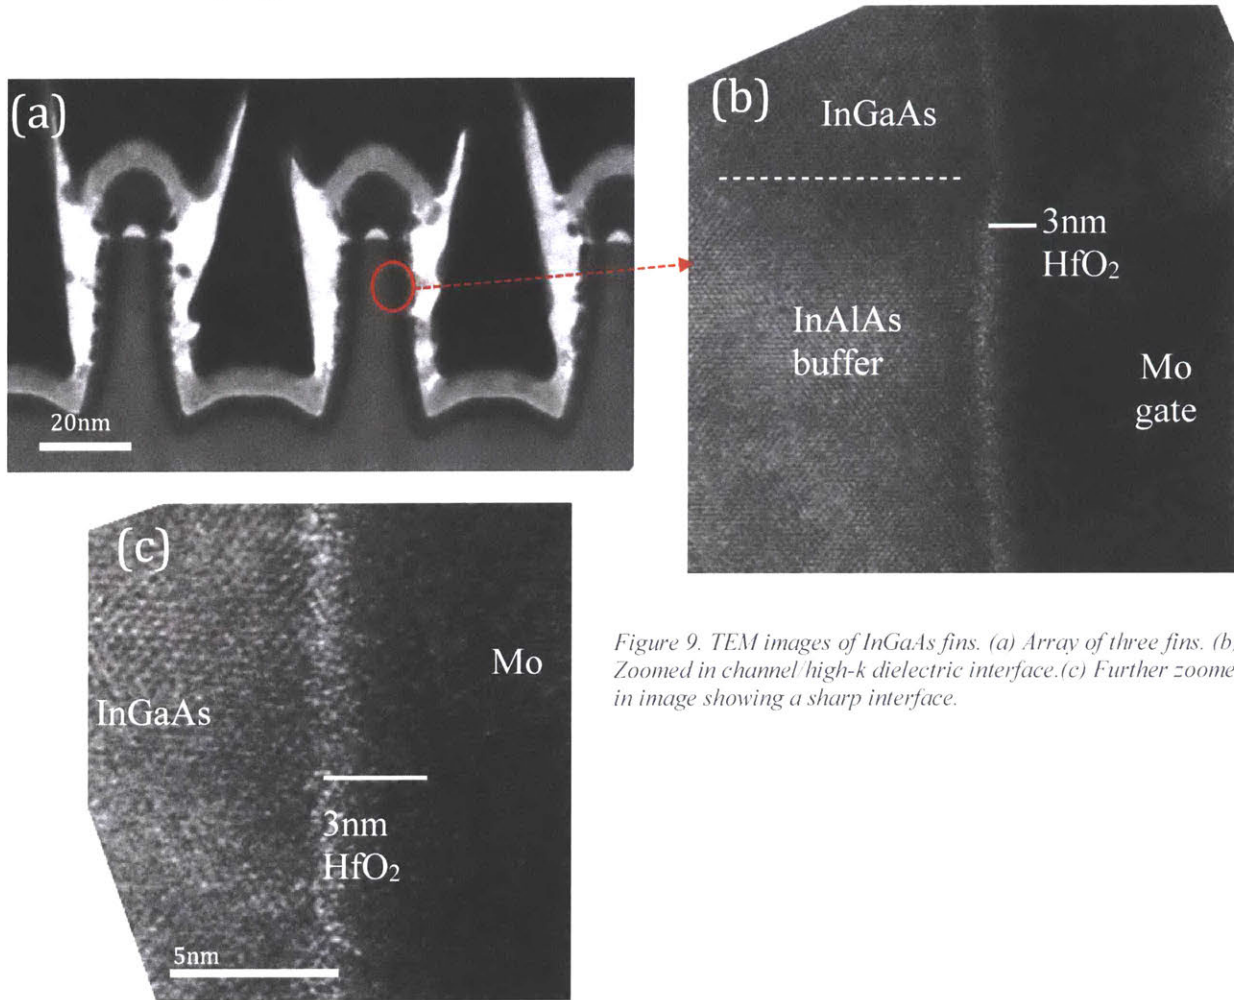 (a)
20nm
(b)
InGaAs
3nm
HfO₂
InAlAs
buffer
Mo
gate
(c)
Mo
InGaAs
3nm
HfO₂
5nm
Figure 9. TEM images of InGaAs fins. (a) Array of three fins. (b
Zoomed in channel/high-k dielectric interface.(c) Further zoome
in image showing a sharp interface.